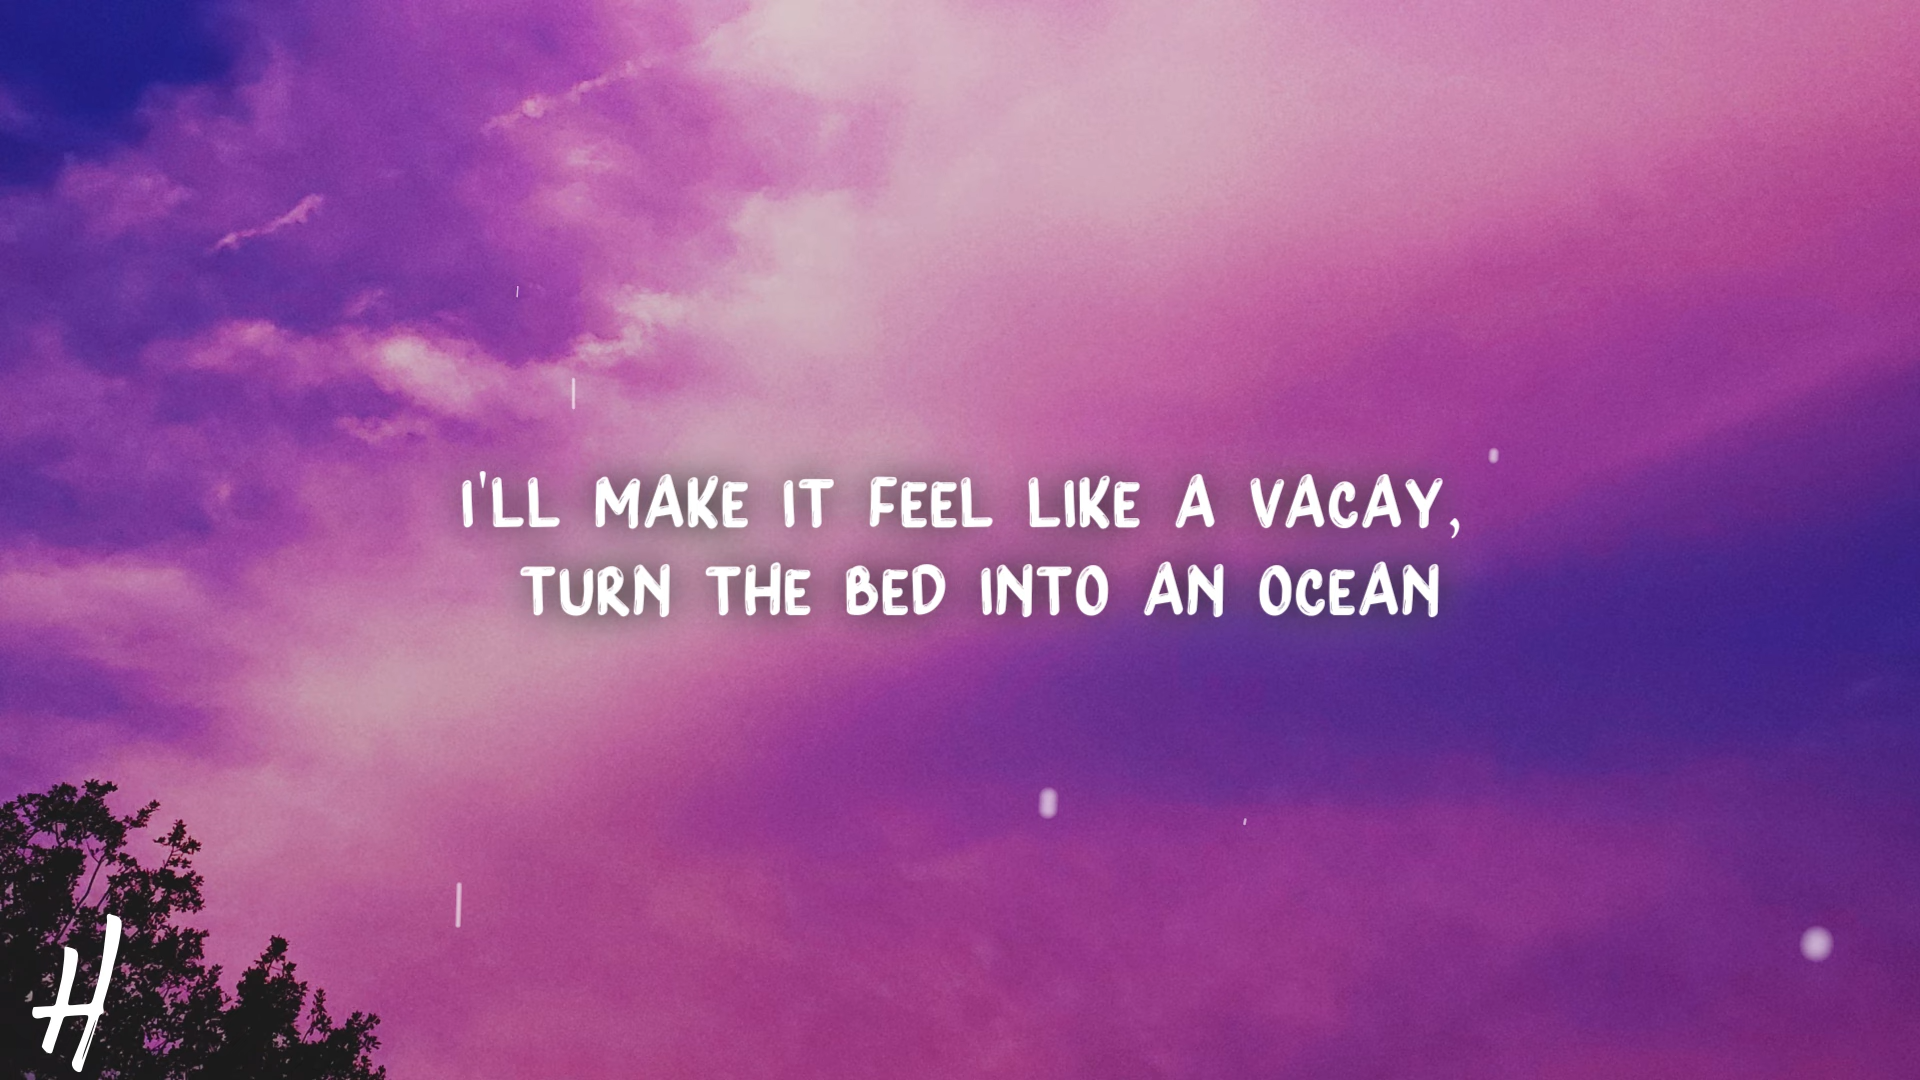 I'LL MAKE IT FEEL LIKE A VACAY,
TURN THE BED INTO AN OCEAN
H